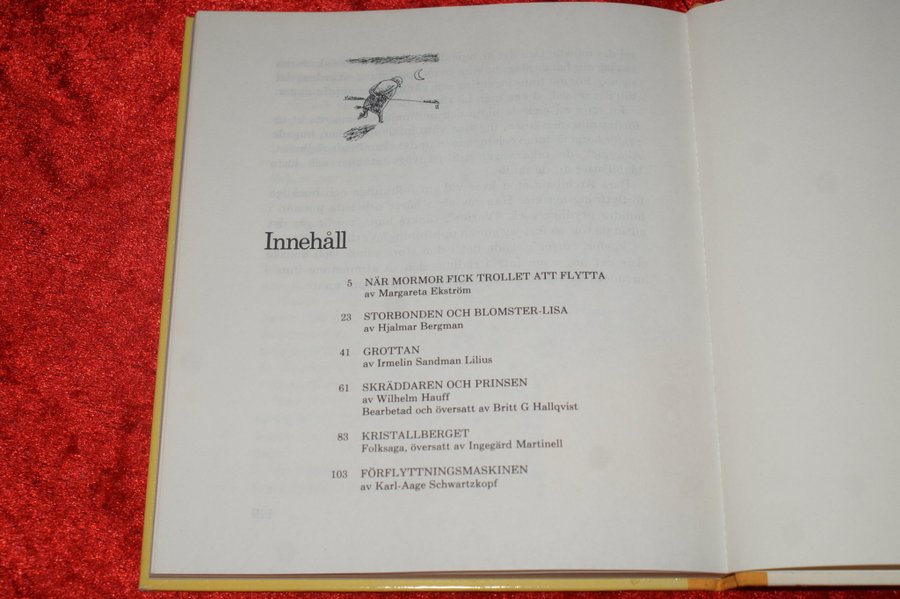 Innehåll
5 NÄR MORMOR FICK TROLLET ATT FLYTTA
av Margareta Ekström
23 STORBONDEN OCH BLOMSTER-LISA
av Hjalmar Bergman
41 GROTTAN
av Irmelin Sandman Lilius
61 SKRÄDDAREN OCH PRINSEN
av Wilhelm Hauff
Bearbetad och översatt av Britt G Hallqvist
83 KRISTALLBERGET
Folksaga, översatt av Ingegärd Martinell
103 FÖRFLYTTNINGSMASKINEN
av Karl-Aage Schwartzkopf